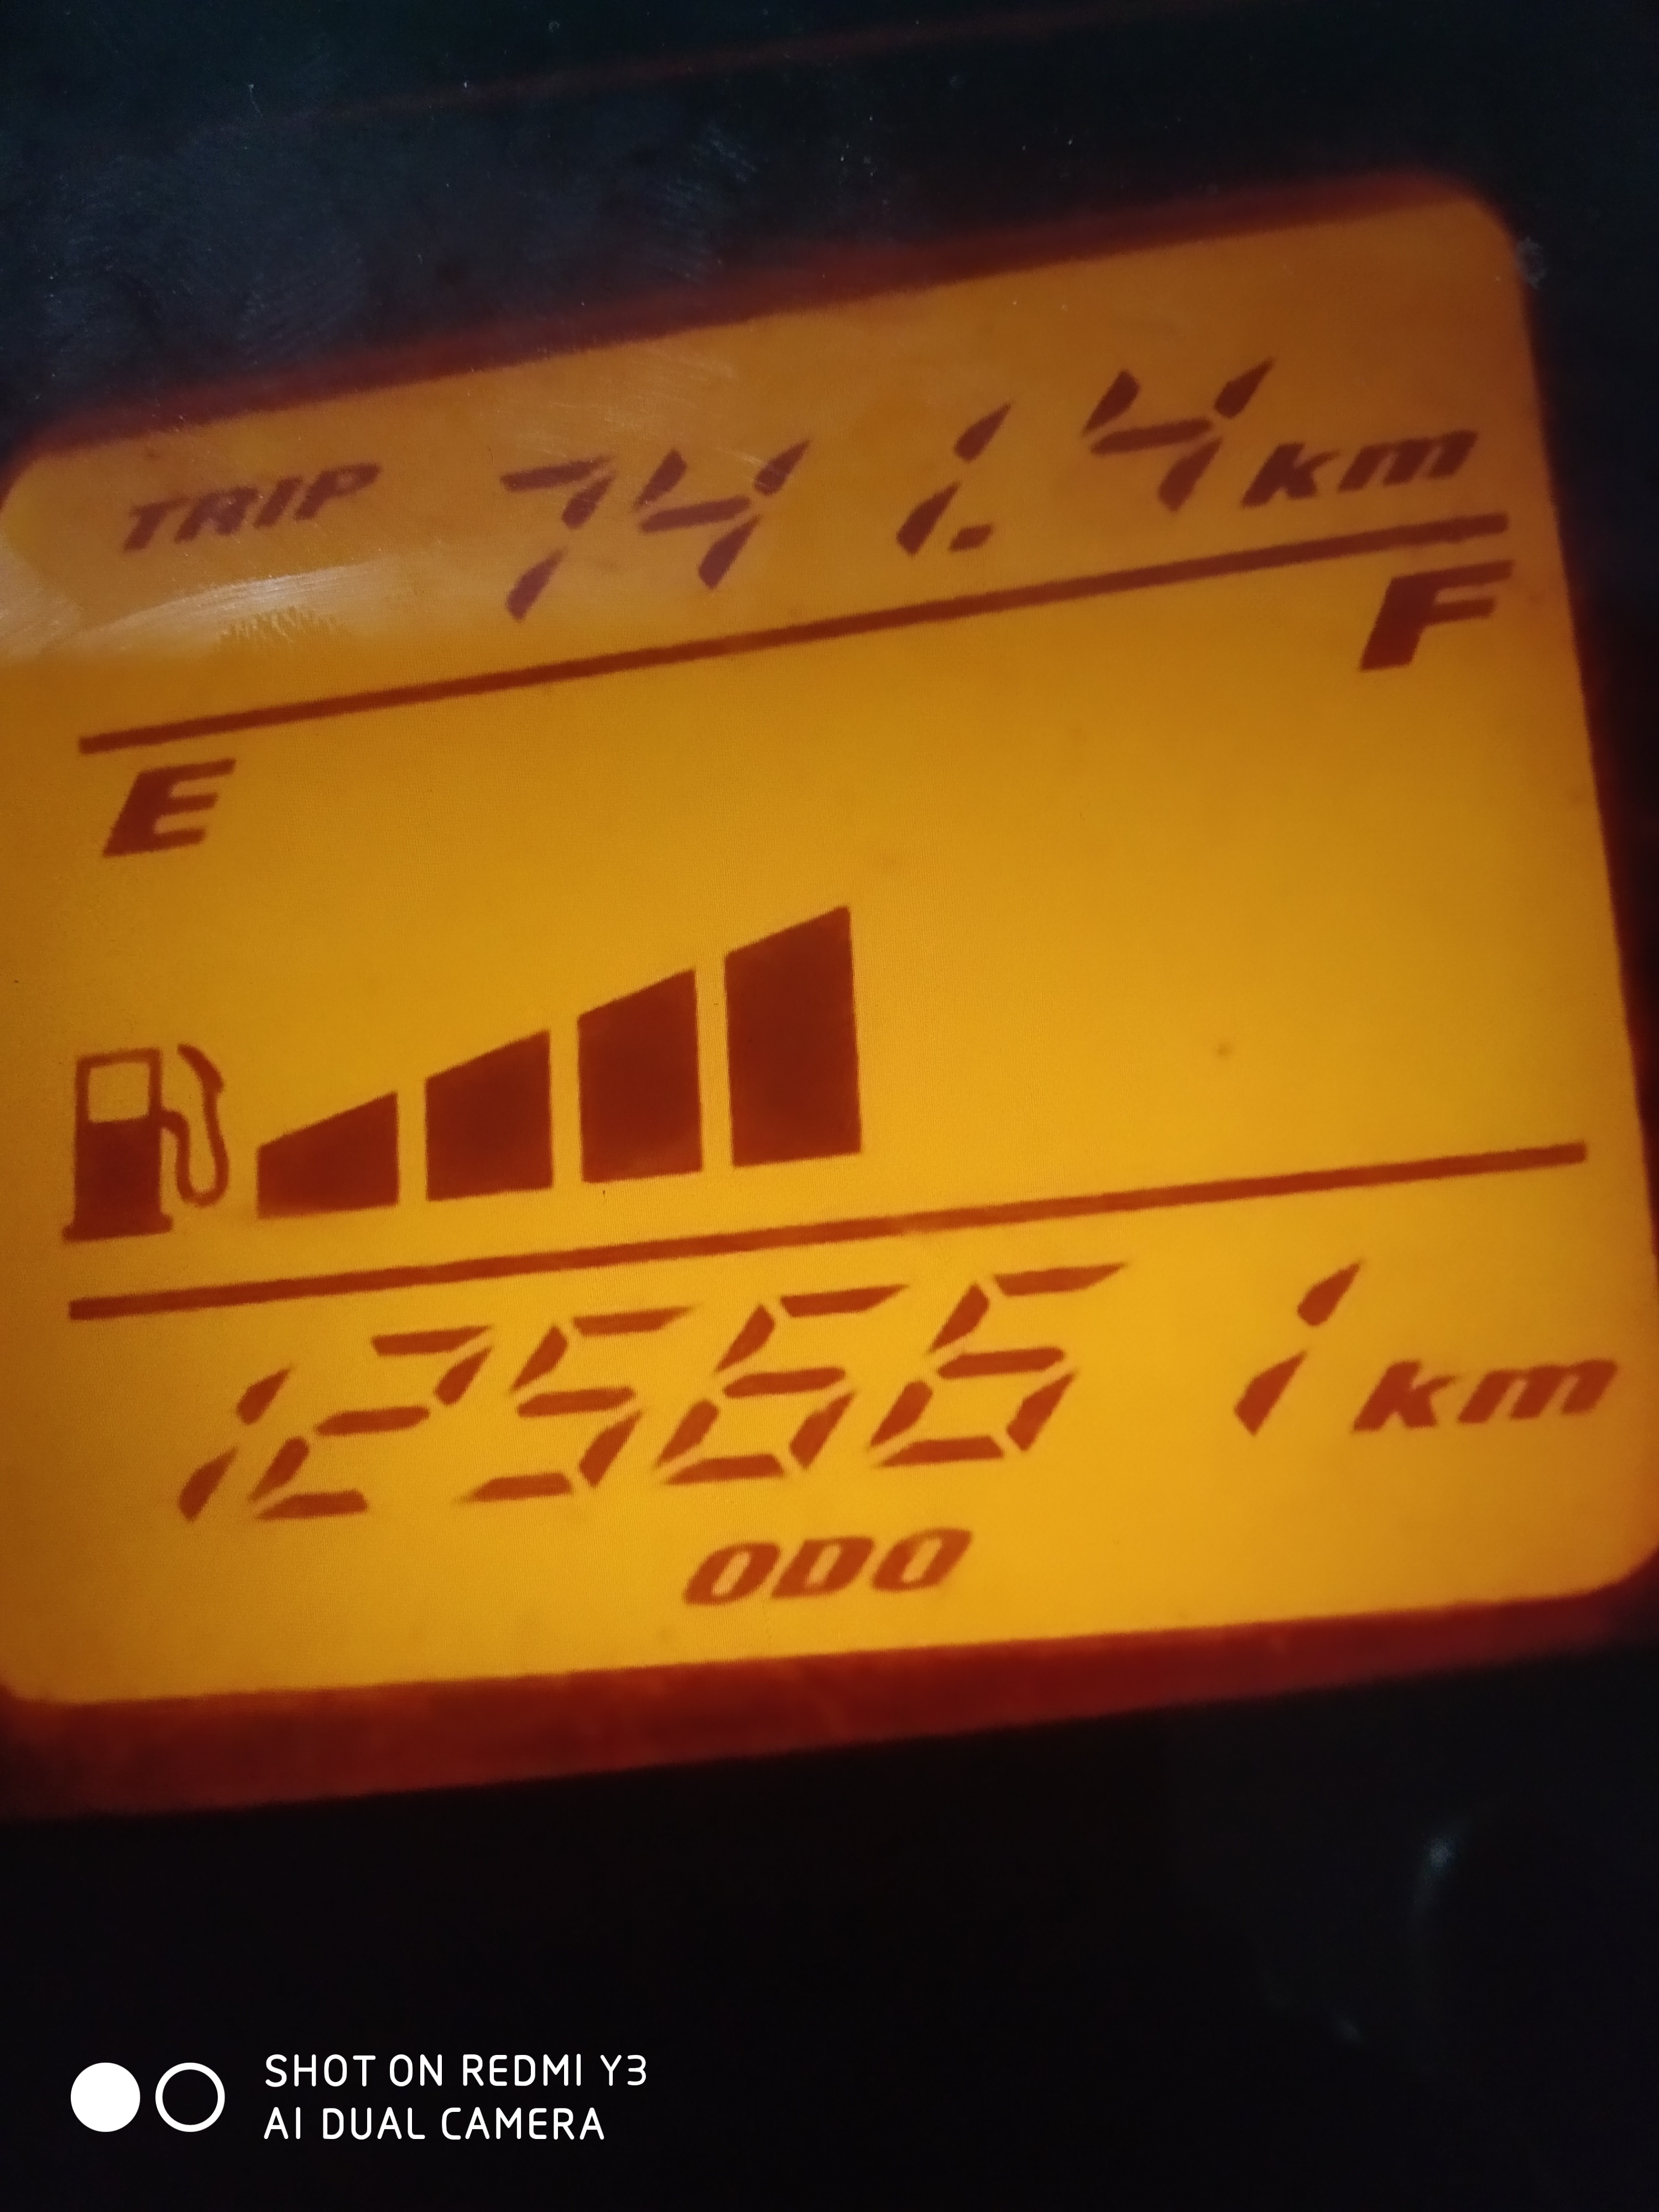 TRIP 741.4 km
E F
125661 km
ODO
SHOT ON REDMI Y3
AI DUAL CAMERA